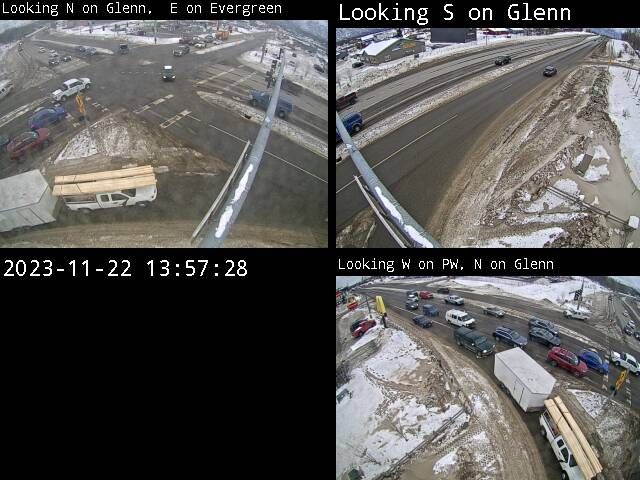 Looking N on Glenn,  E on Evergreen
Looking S on Glenn
2023-11-22 13:57:28
Looking W on PW, N on Glenn